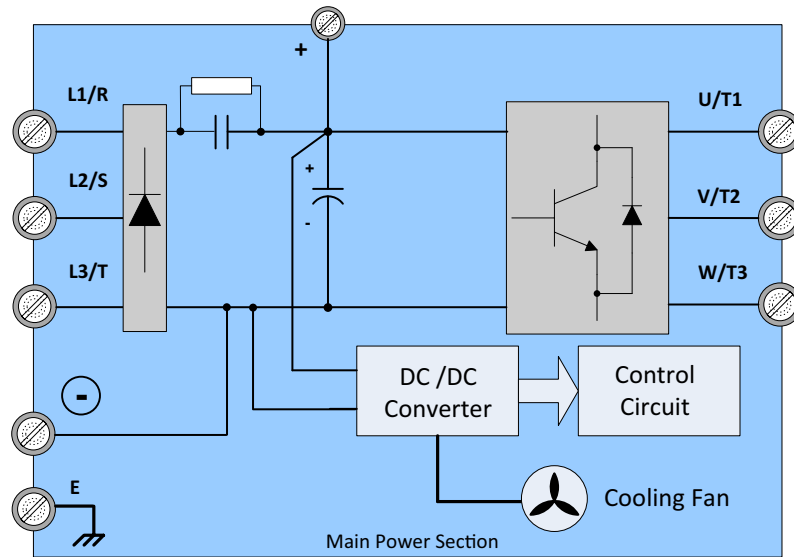 +
L1/R
U/T1
L2/S
+
-
V/T2
L3/T
W/T3
-
DC /DC
Converter
Control
Circuit
E
Cooling Fan
Main Power Section